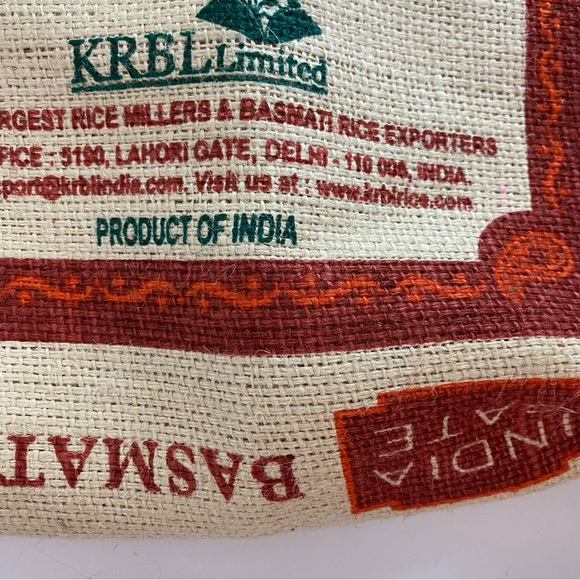 KRBL Limited
RGEST RICE MILLERS & BASMATI RICE EXPORTERS
FICE : 5190, LAHORI GATE, DELHI - 110 006, INDIA.
port@krblindia.com. Visit us at : www.krblrice.com
PRODUCT OF INDIA
INDIA
ATE
BASMAT